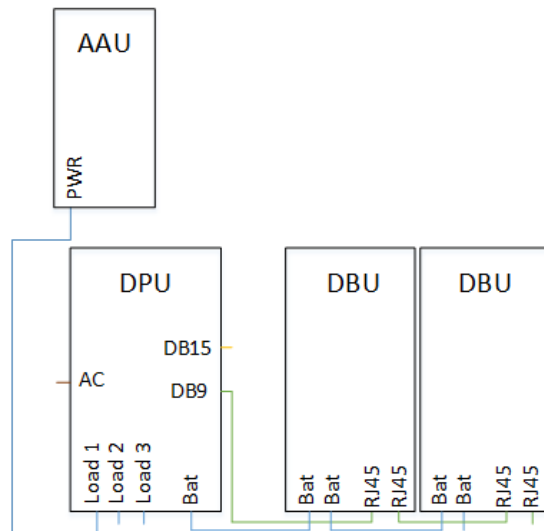 AAU
PWR
DPU
DBU
DBU
DB15
AC
DB9
Load 1
Load 2
Load 3
Bat
Bat
Bat
RJ45
RJ45
Bat
Bat
RJ45
RJ45